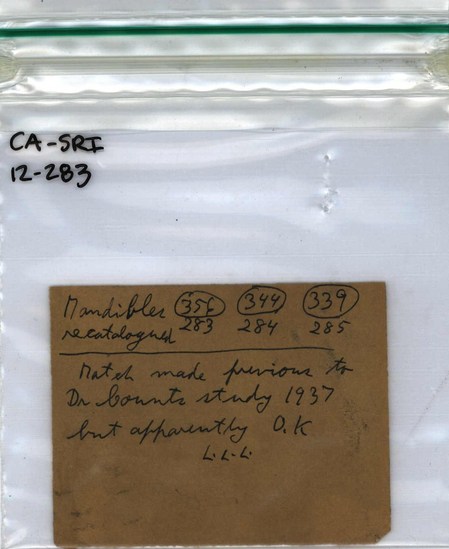 CA-SRI
12-283
Mandibles 356 344 339
recatalogued 283 284 285
Match made previous to
Dr Counts study 1937
but apparently O.K
L.L.L.